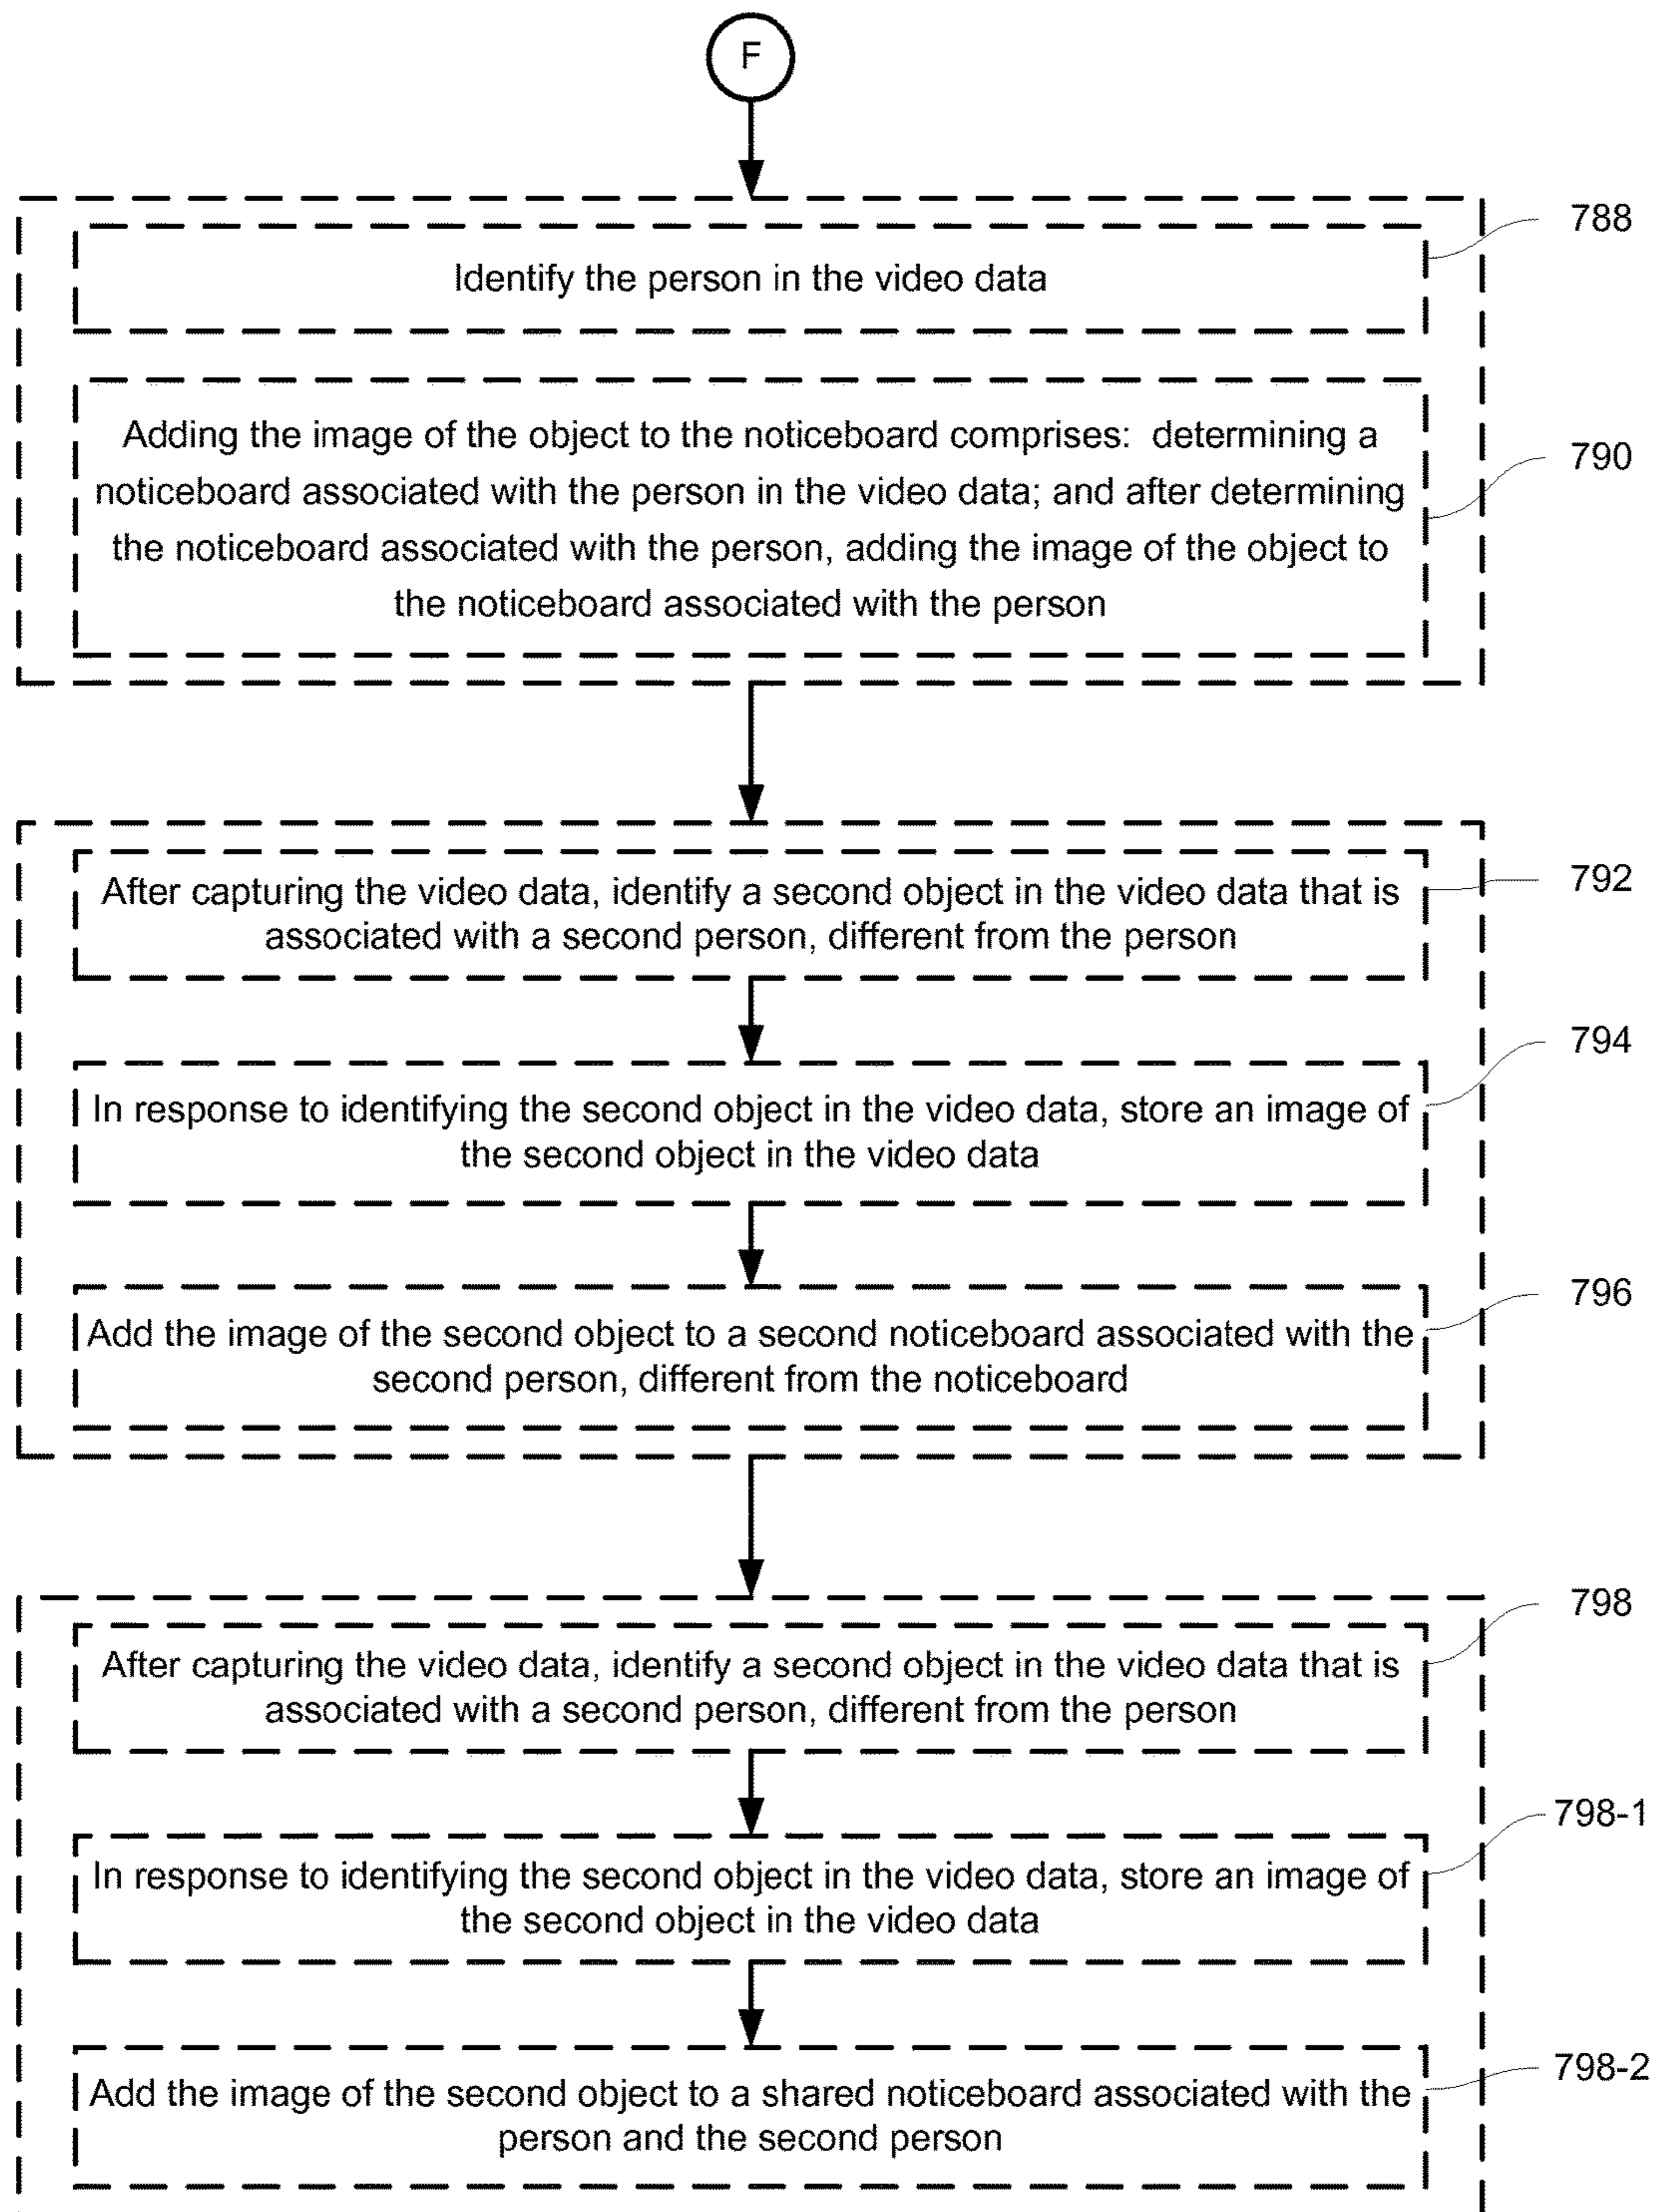 F
788
Identify the person in the video data
Adding the image of the object to the noticeboard comprises: determining a
790
noticeboard associated with the person in the video data; and after determining
the noticeboard associated with the person, adding the image of the object to
the noticeboard associated with the person
792
After capturing the video data, identify a second object in the video data that is
associated with a second person, different from the person
794
In response to identifying the second object in the video data, store an image of
the second object in the video data
796
Add the image of the second object to a second noticeboard associated with the
second person, different from the noticeboard
798
After capturing the video data, identify a second object in the video data that is
associated with a second person, different from the person
798-1
In response to identifying the second object in the video data, store an image of
the second object in the video data
798-2
Add the image of the second object to a shared noticeboard associated with the
person and the second person